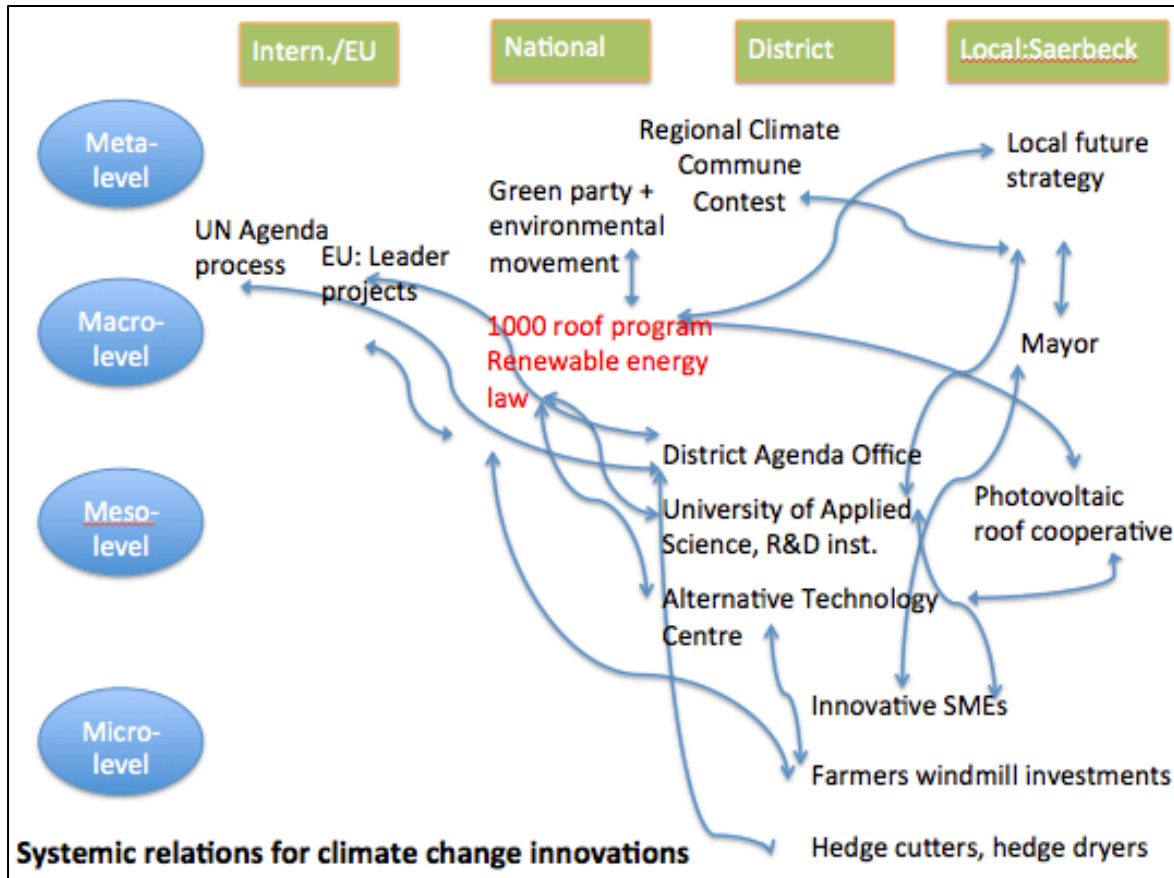 Intern./EU
National
District
Local:Saerbeck
Meta-
level
Regional Climate
Commune
Contest
Local future
strategy
Green party +
environmental
movement
UN Agenda
process
EU: Leader
projects
Macro-
level
1000 roof program
Renewable energy
law
Mayor
District Agenda Office
Meso-
level
University of Applied
Science, R&D inst.
Photovoltaic
roof cooperative
Alternative Technology
Centre
Micro-
level
Innovative SMEs
Farmers windmill investments
Hedge cutters, hedge dryers
Systemic relations for climate change innovations